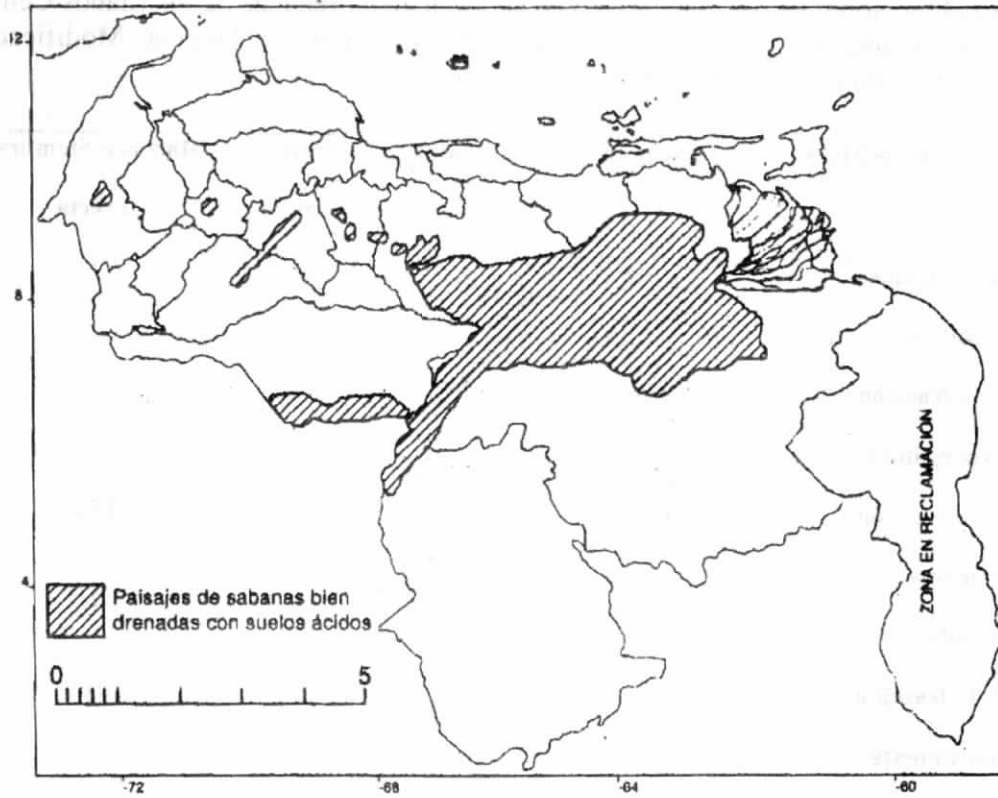 12
8
4
ZONA EN RECLAMACIÓN
Paisajes de sabanas bien
drenadas con suelos ácidos
0 5
-72 -68 -64 -60